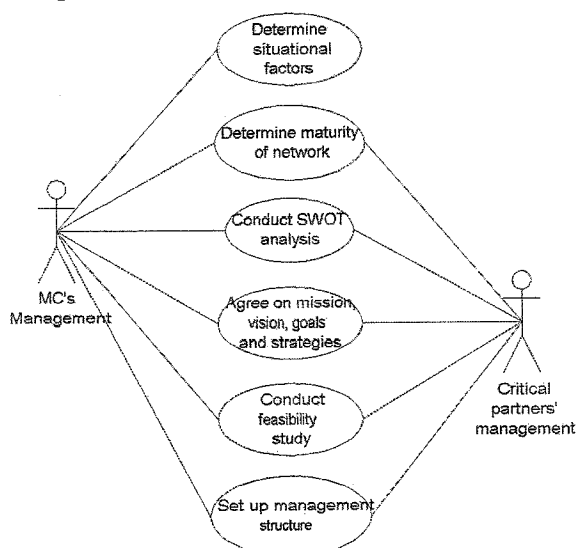 Determine
situational
factors
Determine maturity
of network
Conduct SWOT
analysis
MC's
Management
Agree on mission,
vision, goals
and strategies
Critical
partners'
management
Conduct
feasibility
study
Set up management
structure